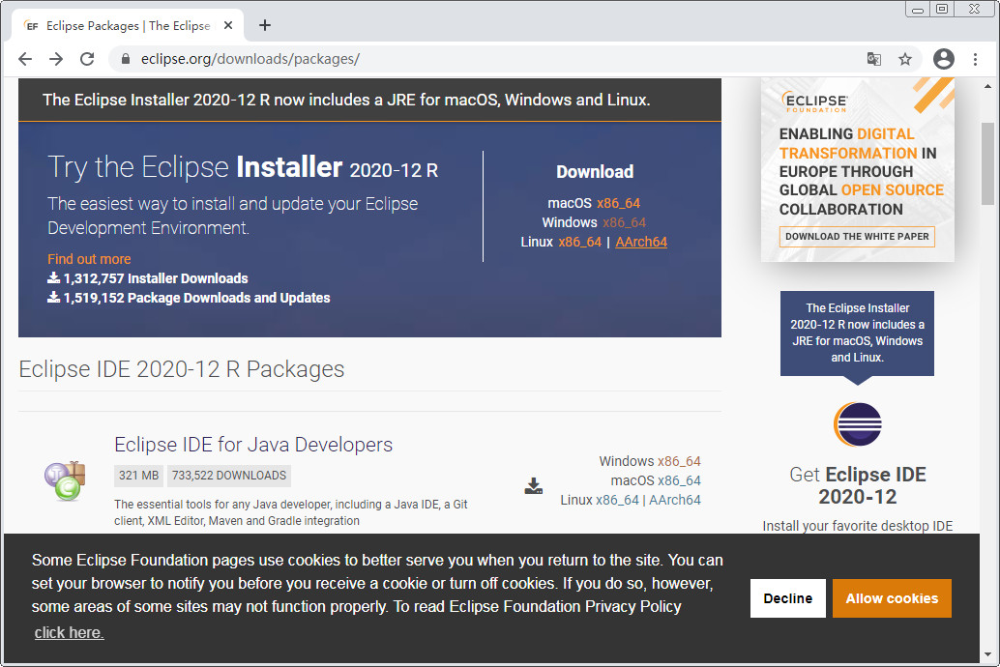 EF Eclipse Packages | The Eclipse
eclipse.org/downloads/packages/
The Eclipse Installer 2020-12 R now includes a JRE for macOS, Windows and Linux.
Try the Eclipse Installer 2020-12 R
The easiest way to install and update your Eclipse
Development Environment.
Find out more
1,312,757 Installer Downloads
1,519,152 Package Downloads and Updates
Download
macOS x86_64
Windows x86_64
Linux x86_64 | AArch64
Eclipse IDE 2020-12 R Packages
Eclipse IDE for Java Developers
321 MB 733,522 DOWNLOADS
The essential tools for any Java developer, including a Java IDE, a Git
client, XML Editor, Maven and Gradle integration
Windows x86_64
macOS x86_64
Linux x86_64 | AArch64
ECLIPSE
FOUNDATION
ENABLING DIGITAL
TRANSFORMATION IN
EUROPE THROUGH
GLOBAL OPEN SOURCE
COLLABORATION
DOWNLOAD THE WHITE PAPER
The Eclipse Installer
2020-12 R now includes a
JRE for macOS, Windows
and Linux.
Get Eclipse IDE
2020-12
Install your favorite desktop IDE
Some Eclipse Foundation pages use cookies to better serve you when you return to the site. You can
set your browser to notify you before you receive a cookie or turn off cookies. If you do so, however,
some areas of some sites may not function properly. To read Eclipse Foundation Privacy Policy
click here.
Decline
Allow cookies